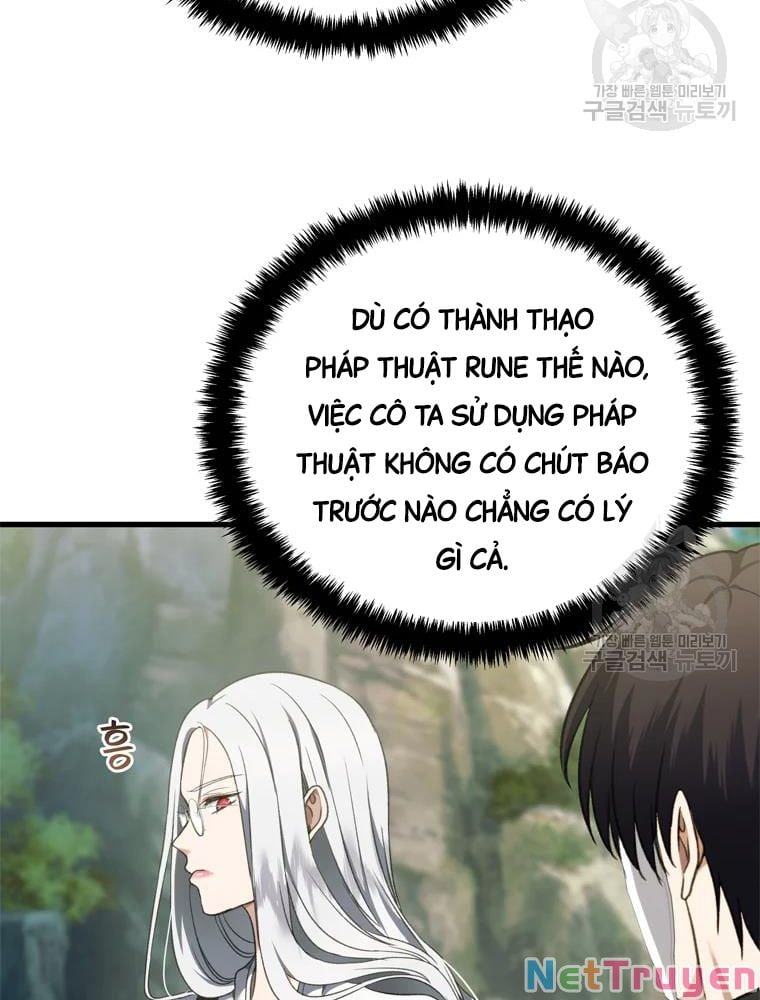 가장 빠른 웹툰 미리보기
구글검색 뉴토끼
DÙ CÓ THÀNH THẠO
PHÁP THUẬT RUNE THẾ NÀO,
VIỆC CÔ TA SỬ DỤNG PHÁP
THUẬT KHÔNG CÓ CHÚT BÁO
TRƯỚC NÀO CHẲNG CÓ LÝ
GÌ CẢ.
가장 빠른 웹툰 미리보기
구글검색 뉴토끼
흥
NetTruyen